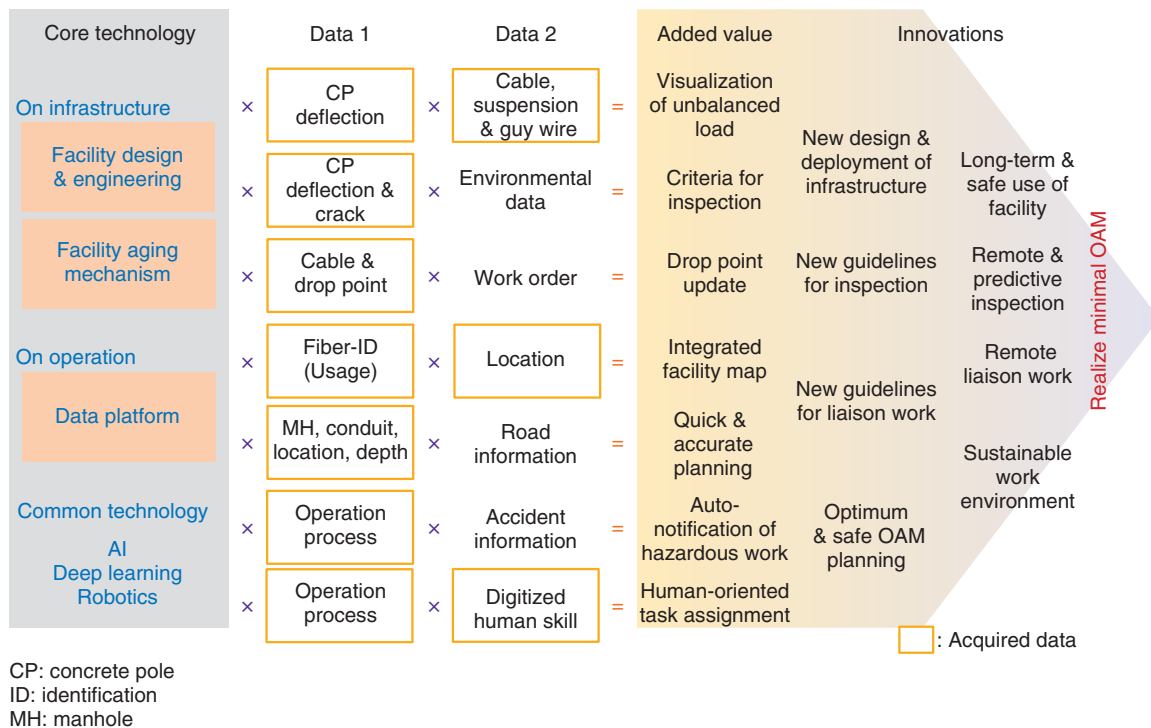 Core technology
Data 1
Data 2
Added value
Innovations
On infrastructure
Facility design
& engineering
Facility aging
mechanism
On operation
Data platform
Common technology
AI
Deep learning
Robotics
×
CP
deflection
×
Cable,
suspension
& guy wire
=
Visualization
of unbalanced
load
×
CP
deflection &
crack
×
Environmental
data
=
Criteria for
inspection
×
Cable &
drop point
×
Work order
=
Drop point
update
×
Fiber-ID
(Usage)
×
Location
=
Integrated
facility map
×
MH, conduit,
location, depth
×
Road
information
=
Quick &
accurate
planning
×
Operation
process
×
Accident
information
=
Auto-
notification of
hazardous work
×
Operation
process
×
Digitized
human skill
=
Human-oriented
task assignment
New design &
deployment of
infrastructure
New guidelines
for inspection
New guidelines
for liaison work
Optimum
& safe OAM
planning
Long-term &
safe use of
facility
Remote &
predictive
inspection
Remote
liaison work
Sustainable
work
environment
Realize minimal OAM
: Acquired data
CP: concrete pole
ID: identification
MH: manhole